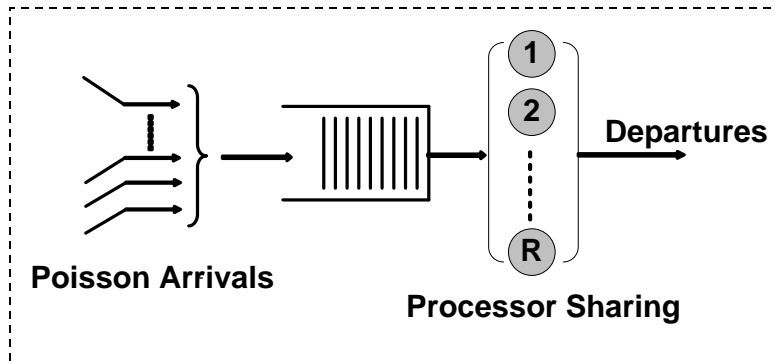 1
2
Departures
R
Poisson Arrivals
Processor Sharing